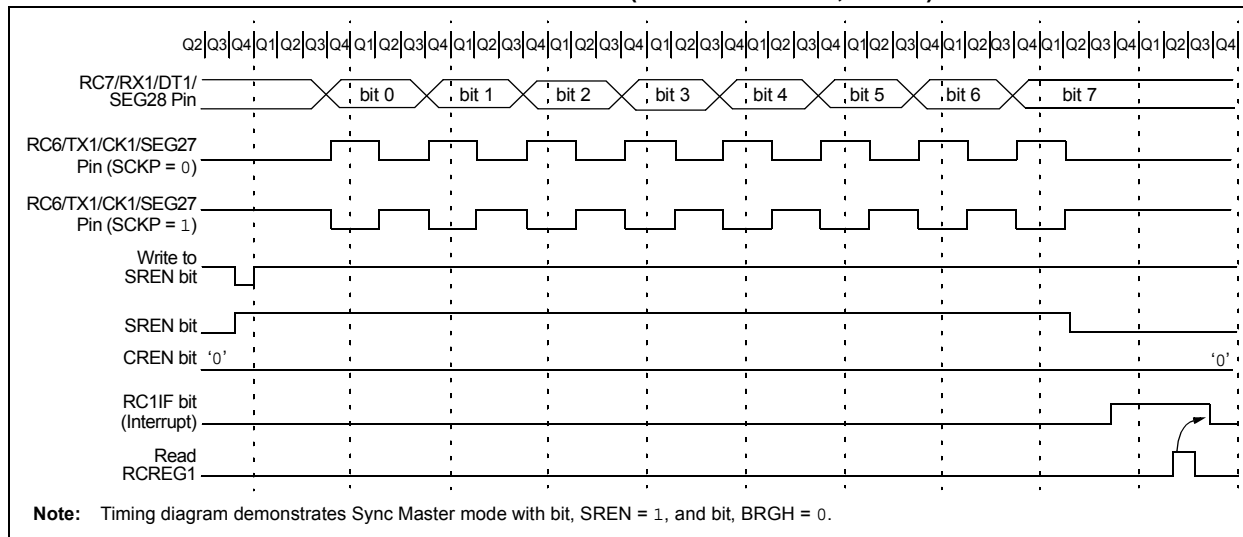 Q2 Q3 Q4 Q1 Q2 Q3 Q4 Q1 Q2 Q3 Q4 Q1 Q2 Q3 Q4 Q1 Q2 Q3 Q4 Q1 Q2 Q3 Q4 Q1 Q2 Q3 Q4 Q1 Q2 Q3 Q4 Q1 Q2 Q3 Q4 Q1 Q2 Q3 Q4 Q1 Q2 Q3 Q4
RC7/RX1/DT1/
SEG28 Pin
bit 0 bit 1 bit 2 bit 3 bit 4 bit 5 bit 6 bit 7
RC6/TX1/CK1/SEG27
Pin (SCKP = 0)
RC6/TX1/CK1/SEG27
Pin (SCKP = 1)
Write to
SREN bit
SREN bit
CREN bit ‘0’ ‘0’
RC1IF bit
(Interrupt)
Read
RCREG1
Note: Timing diagram demonstrates Sync Master mode with bit, SREN = 1, and bit, BRGH = 0.